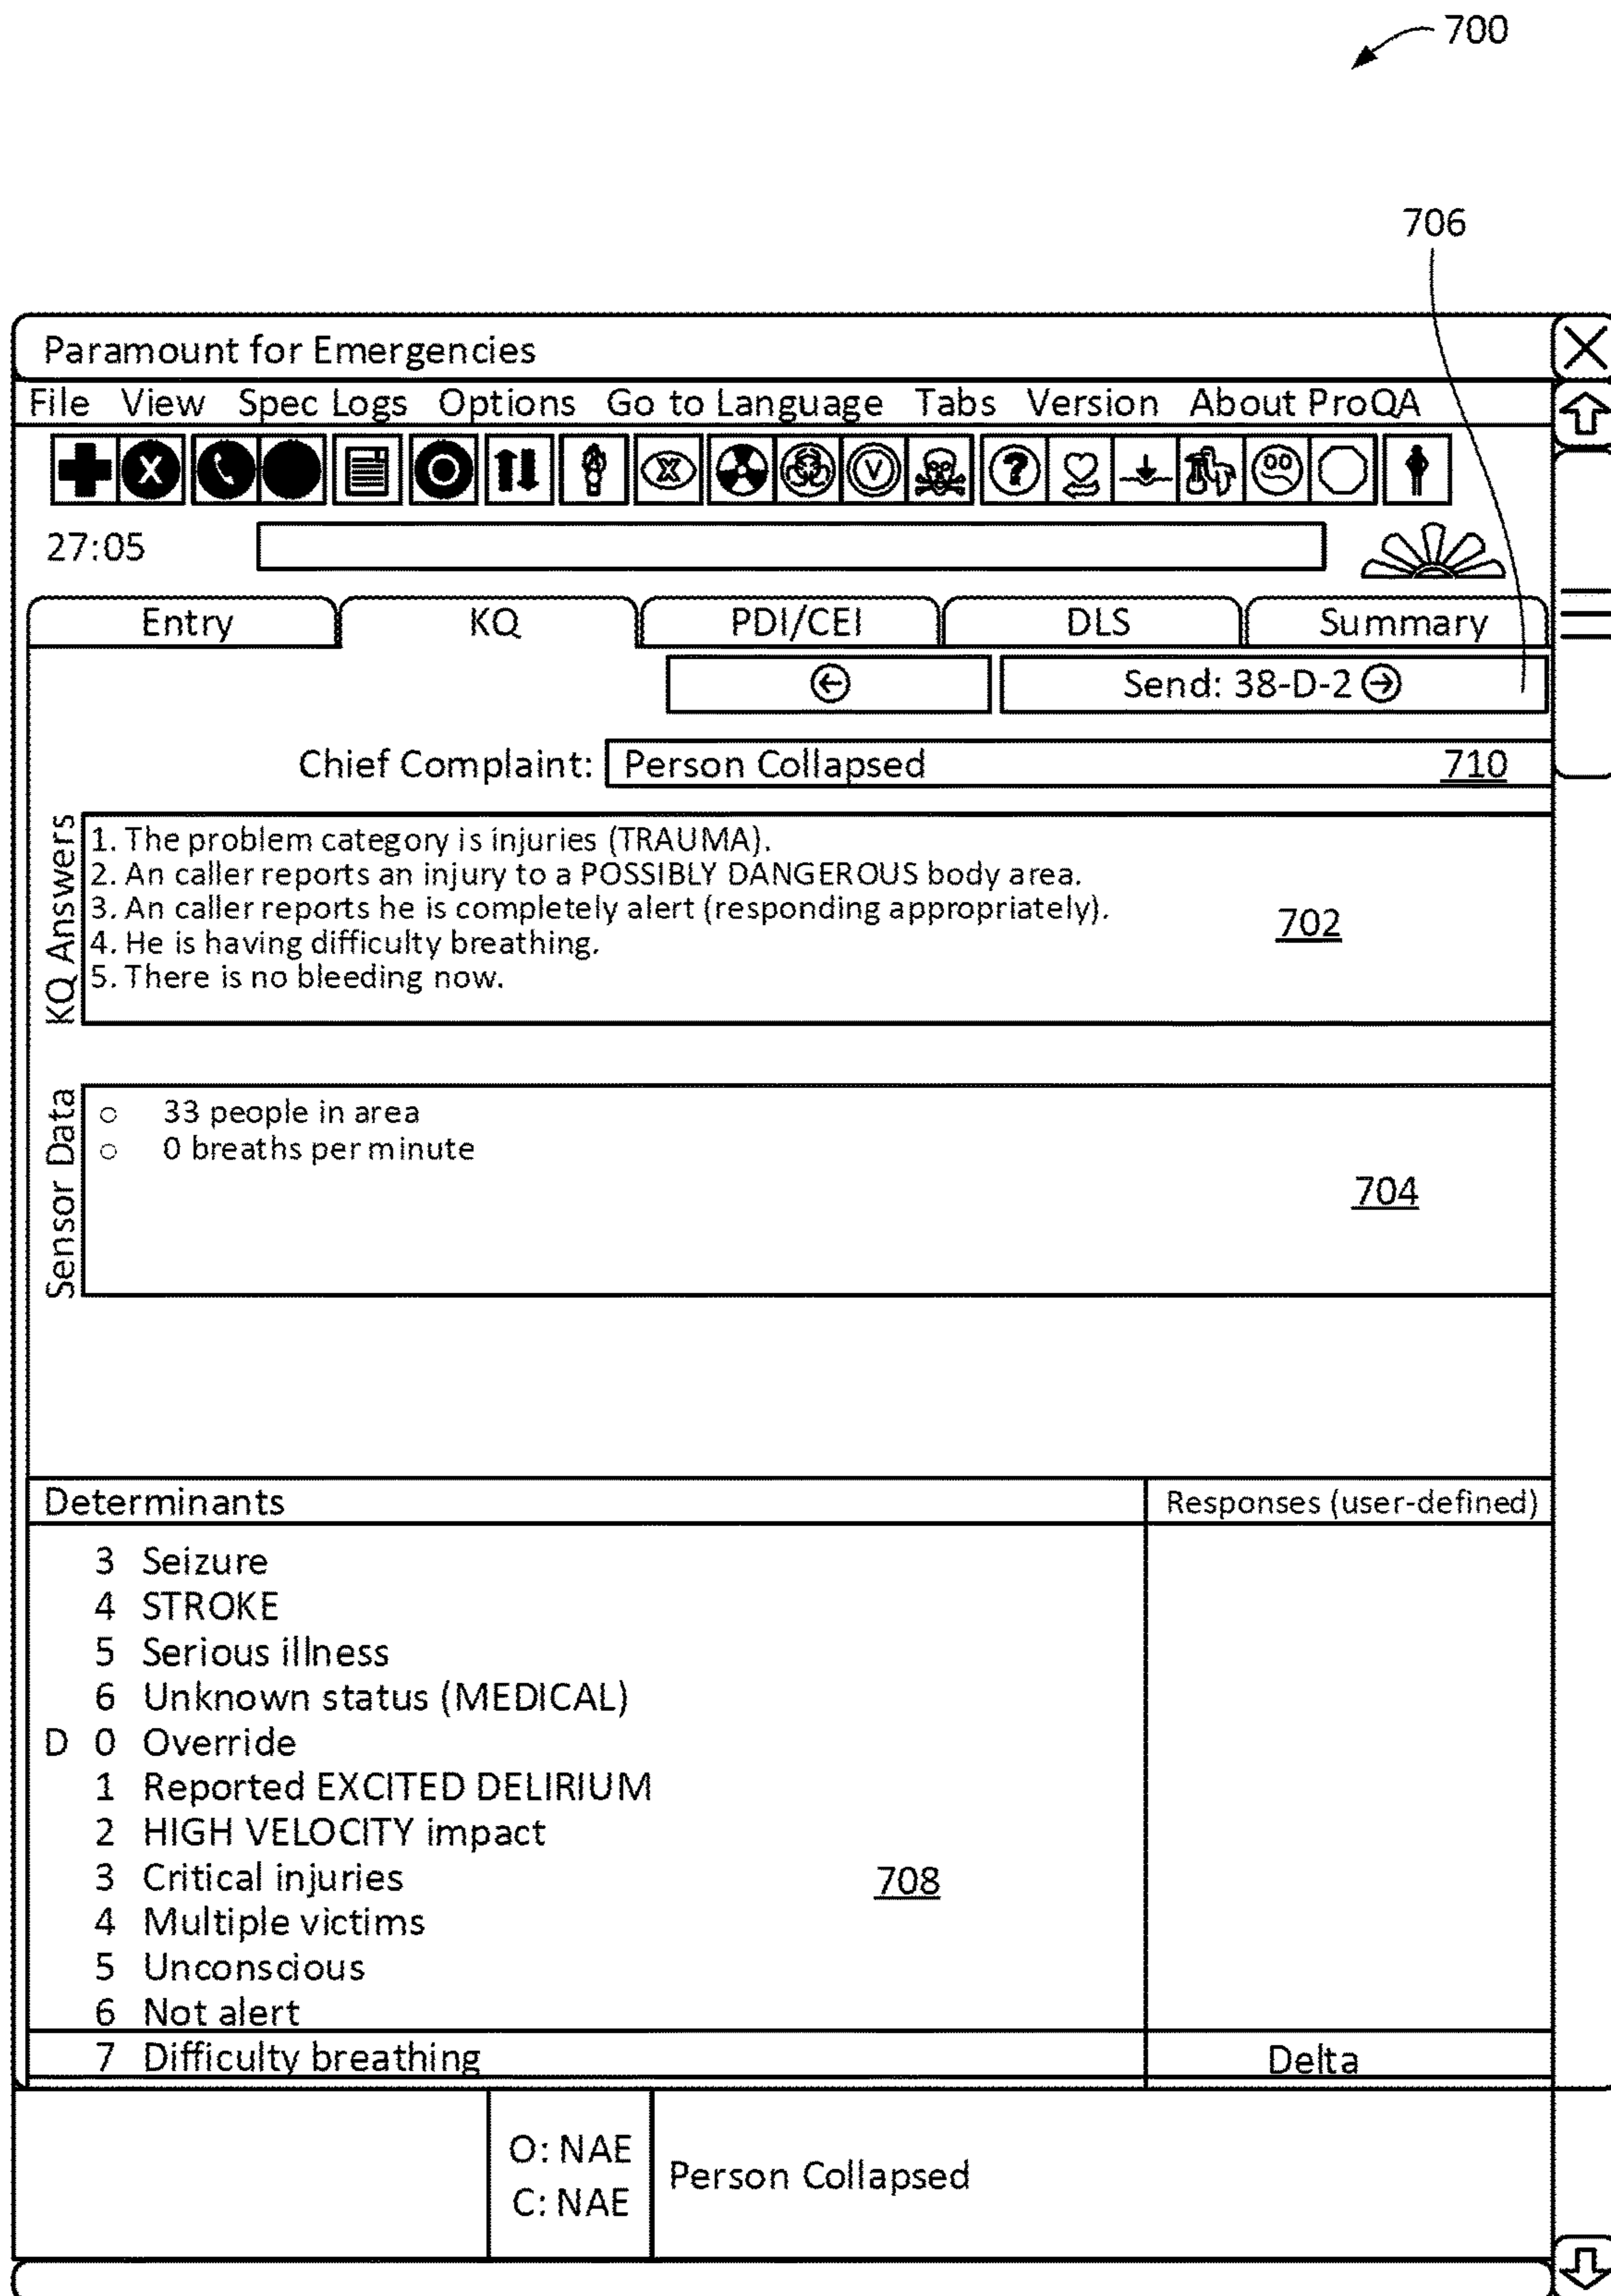 700
706
Paramount for Emergencies
File View Spec Logs Options Go to Language Tabs Version About ProQA
X V ?
27:05
Entry KQ PDI/CEI DLS Summary
Send: 38-D-2
Chief Complaint: Person Collapsed 710
KQ Answers
1. The problem category is injuries (TRAUMA).
2. An caller reports an injury to a POSSIBLY DANGEROUS body area.
3. An caller reports he is completely alert (responding appropriately).
4. He is having difficulty breathing.
5. There is no bleeding now.
702
Sensor Data
33 people in area
0 breaths per minute
704
Determinants Responses (user-defined)
3 Seizure
4 STROKE
5 Serious illness
6 Unknown status (MEDICAL)
D 0 Override
1 Reported EXCITED DELIRIUM
2 HIGH VELOCITY impact
3 Critical injuries
708
4 Multiple victims
5 Unconscious
6 Not alert
7 Difficulty breathing Delta
O: NAE
C: NAE
Person Collapsed